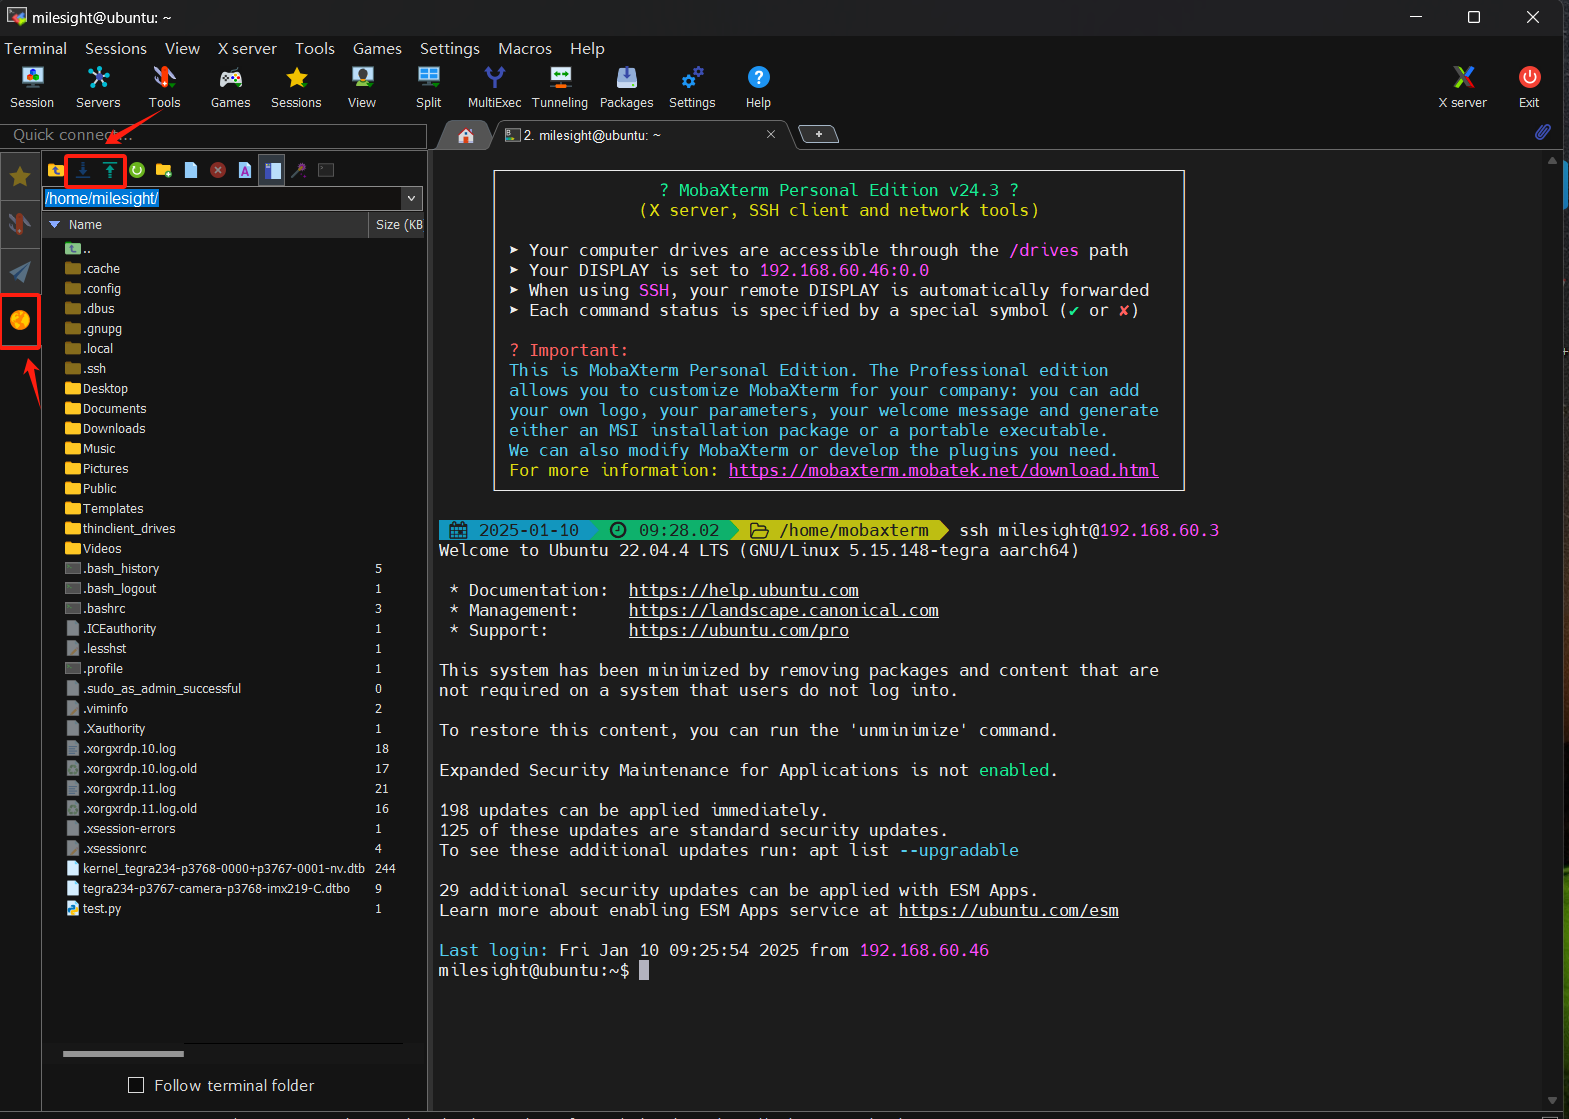 milesight@ubuntu: ~
Terminal Sessions View X server Tools Games Settings Macros Help
Session Servers Tools Games Sessions View Split MultiExec Tunneling Packages Settings Help X server Exit
Quick connect...
2. milesight@ubuntu: ~
/home/milesight/
Name Size (KB
..
.cache
.config
.dbus
.gnupg
.local
.ssh
Desktop
Documents
Downloads
Music
Pictures
Public
Templates
thinclient_drives
Videos
.bash_history 5
.bash_logout 1
.bashrc 3
.ICEauthority 1
.lesshst 1
.profile 1
.sudo_as_admin_successful 0
.viminfo 2
.Xauthority 1
.xorgxrdp.10.log 18
.xorgxrdp.10.log.old 17
.xorgxrdp.11.log 21
.xorgxrdp.11.log.old 16
.xsession-errors 1
.xsessionrc 4
kernel_tegra234-p3768-0000+p3767-0001-nv.dtb 244
tegra234-p3767-camera-p3768-imx219-C.dtbo 9
test.py 1
Follow terminal folder
? MobaXterm Personal Edition v24.3 ?
(X server, SSH client and network tools)
➤ Your computer drives are accessible through the /drives path
➤ Your DISPLAY is set to 192.168.60.46:0.0
➤ When using SSH, your remote DISPLAY is automatically forwarded
➤ Each command status is specified by a special symbol (✔ or ✘)
? Important:
This is MobaXterm Personal Edition. The Professional edition
allows you to customize MobaXterm for your company: you can add
your own logo, your parameters, your welcome message and generate
either an MSI installation package or a portable executable.
We can also modify MobaXterm or develop the plugins you need.
For more information: https://mobaxterm.mobatek.net/download.html
2025-01-10 09:28.02 /home/mobaxterm ssh milesight@192.168.60.3
Welcome to Ubuntu 22.04.4 LTS (GNU/Linux 5.15.148-tegra aarch64)
* Documentation: https://help.ubuntu.com
* Management: https://landscape.canonical.com
* Support: https://ubuntu.com/pro
This system has been minimized by removing packages and content that are
not required on a system that users do not log into.
To restore this content, you can run the 'unminimize' command.
Expanded Security Maintenance for Applications is not enabled.
198 updates can be applied immediately.
125 of these updates are standard security updates.
To see these additional updates run: apt list --upgradable
29 additional security updates can be applied with ESM Apps.
Learn more about enabling ESM Apps service at https://ubuntu.com/esm
Last login: Fri Jan 10 09:25:54 2025 from 192.168.60.46
milesight@ubuntu:~$